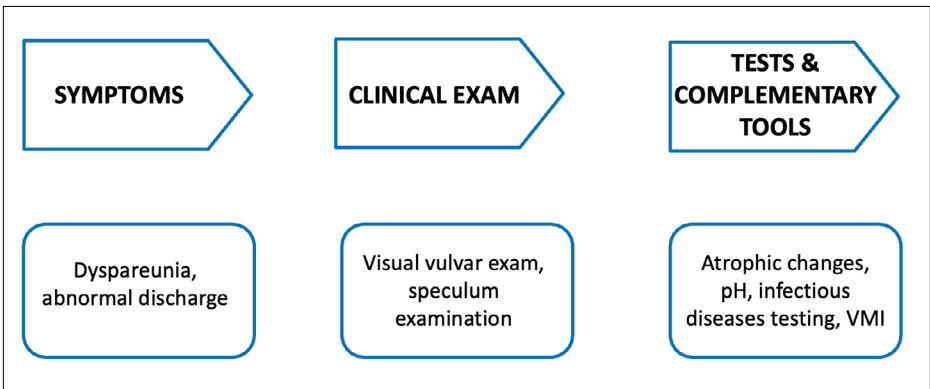 SYMPTOMS
CLINICAL EXAM
TESTS &
COMPLEMENTARY
TOOLS
Dyspareunia,
abnormal discharge
Visual vulvar exam,
speculum
examination
Atrophic changes,
pH, infectious
diseases testing, VMI